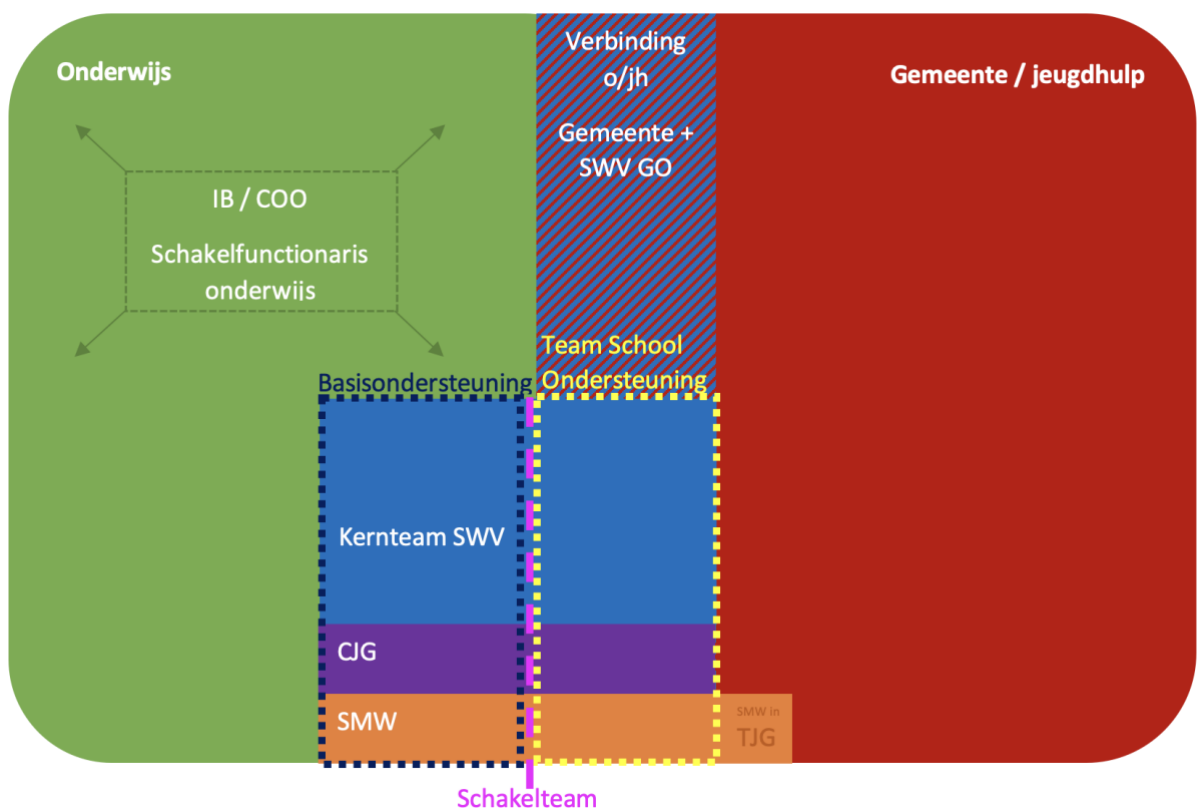 Onderwijs
Verbinding
o/jh
Gemeente +
SWV GO
Gemeente / jeugdhulp
IB / COO
Schakelfunctionaris
onderwijs
Basisondersteuning
Team School
Ondersteuning
Kernteam SWV
CJG
SMW
SMW in
TJG
Schakelteam